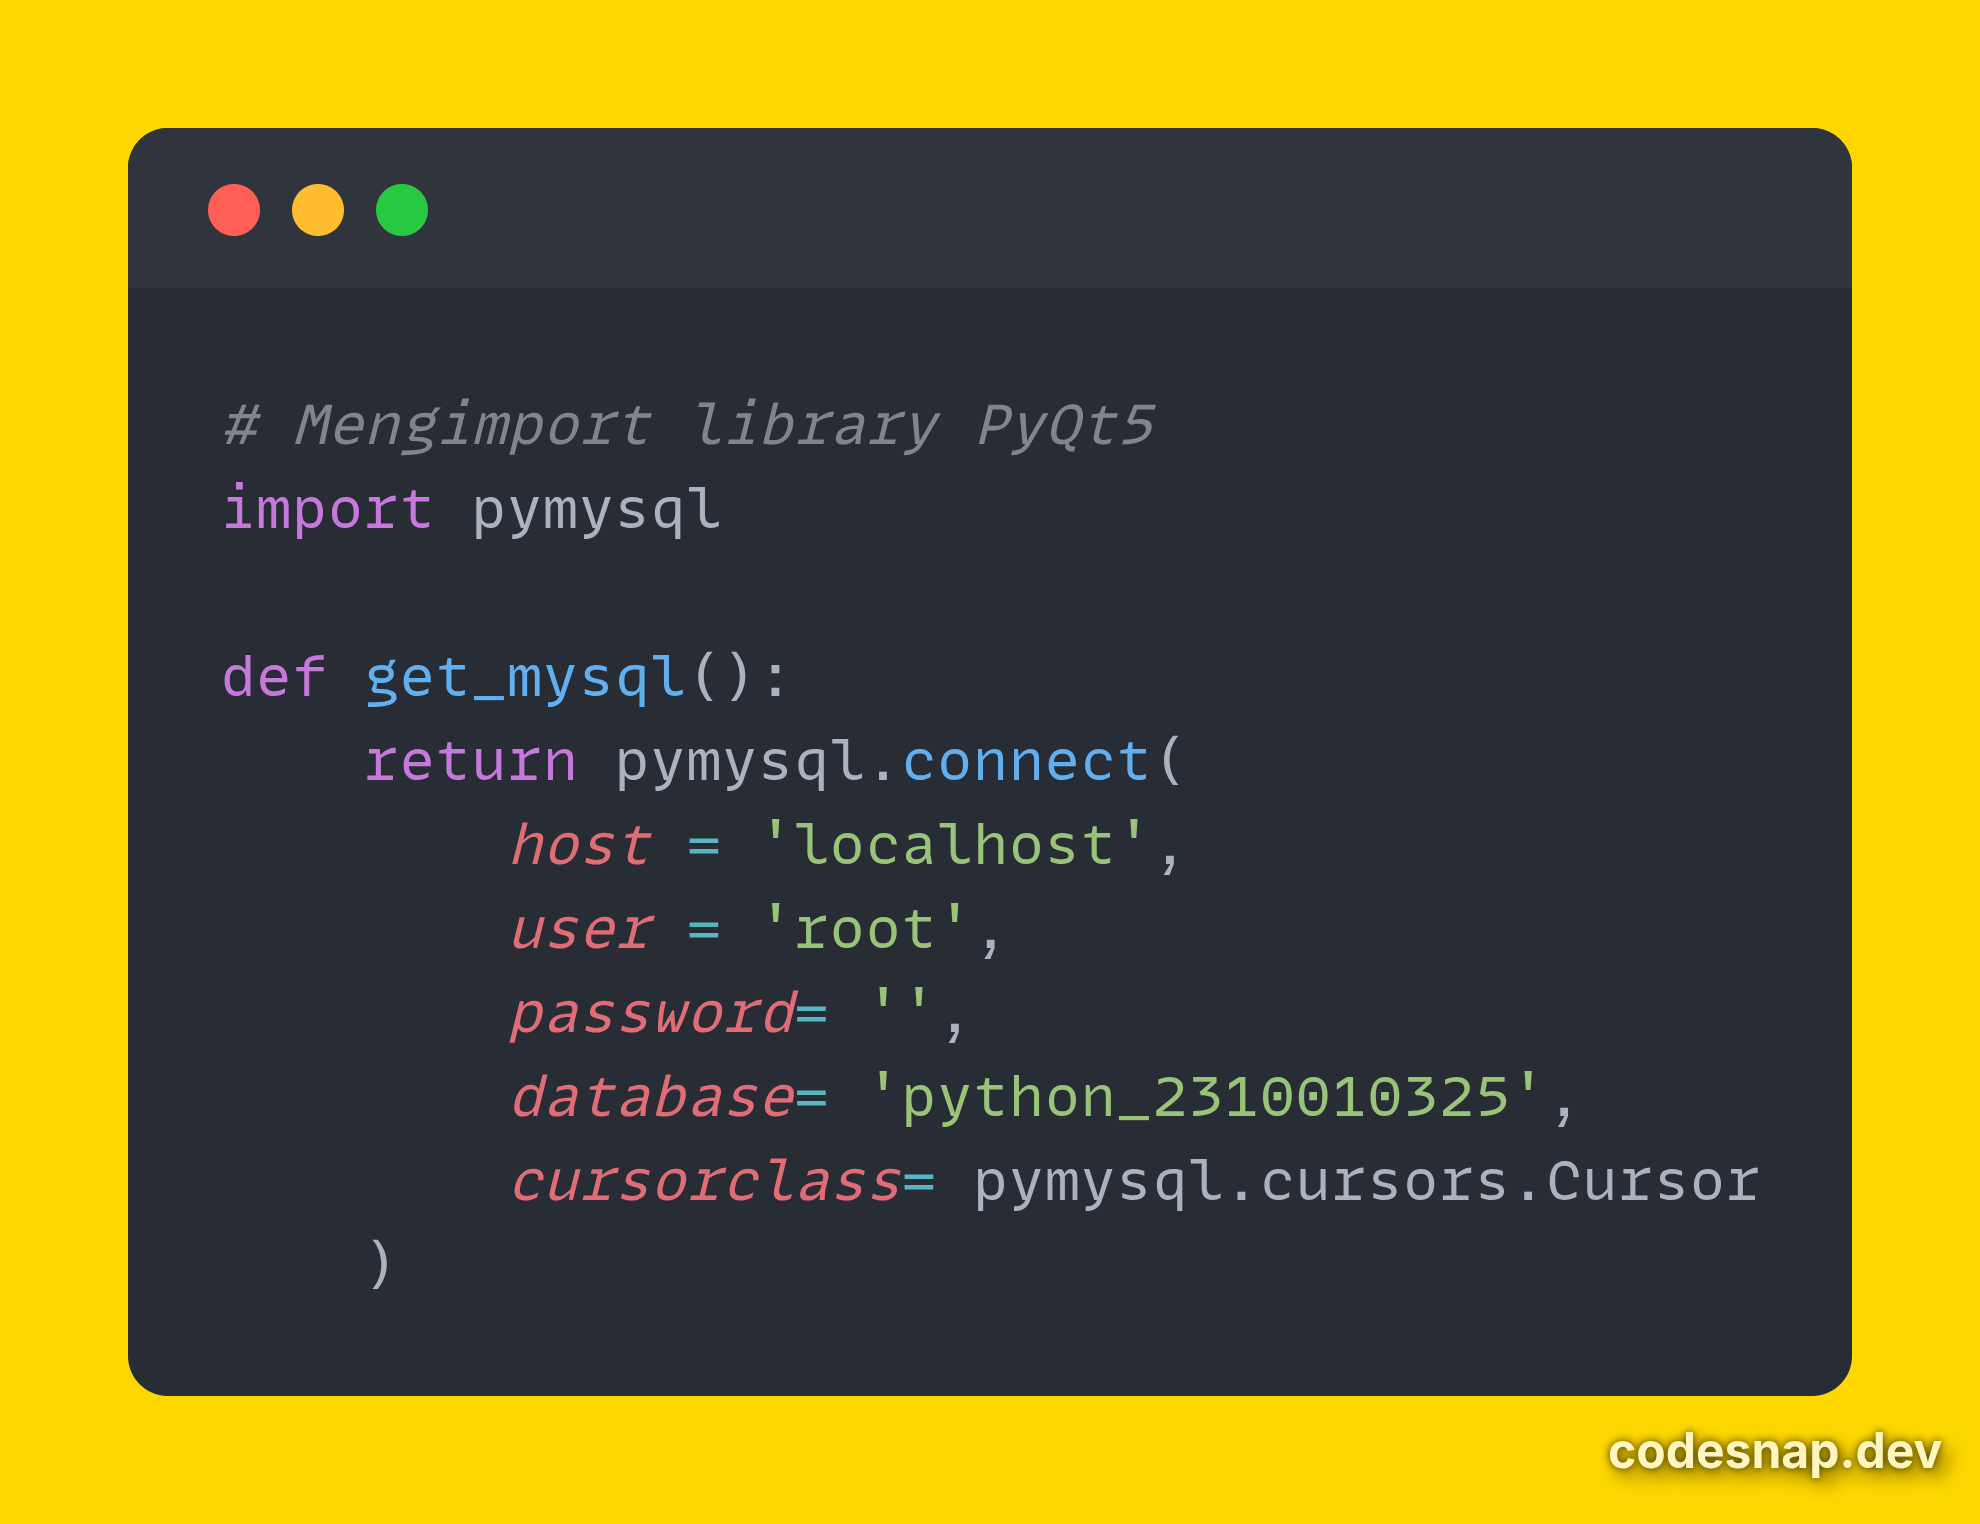 # Mengimport library PyQt5
import pymysql

def get_mysql():
    return pymysql.connect(
        host = 'localhost',
        user = 'root',
        password= '',
        database= 'python_2310010325',
        cursorclass= pymysql.cursors.Cursor
    )
codesnap.dev